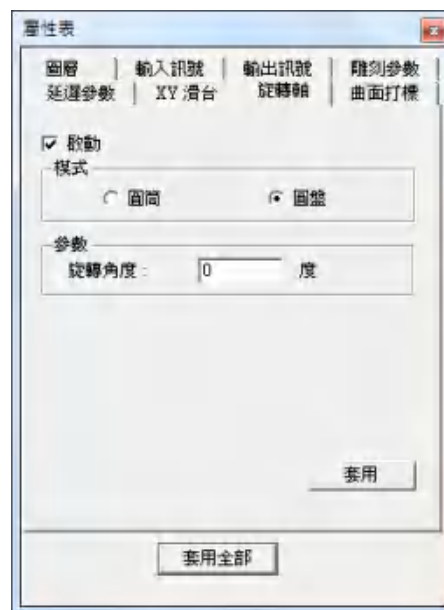 屬性表
圖層 輸入訊號 輸出訊號 雕刻參數
延遲參數 XY 滑台 旋轉軸 曲面打標
啟動
模式
圓筒 圓盤
參數
旋轉角度： 0 度
套用
套用全部